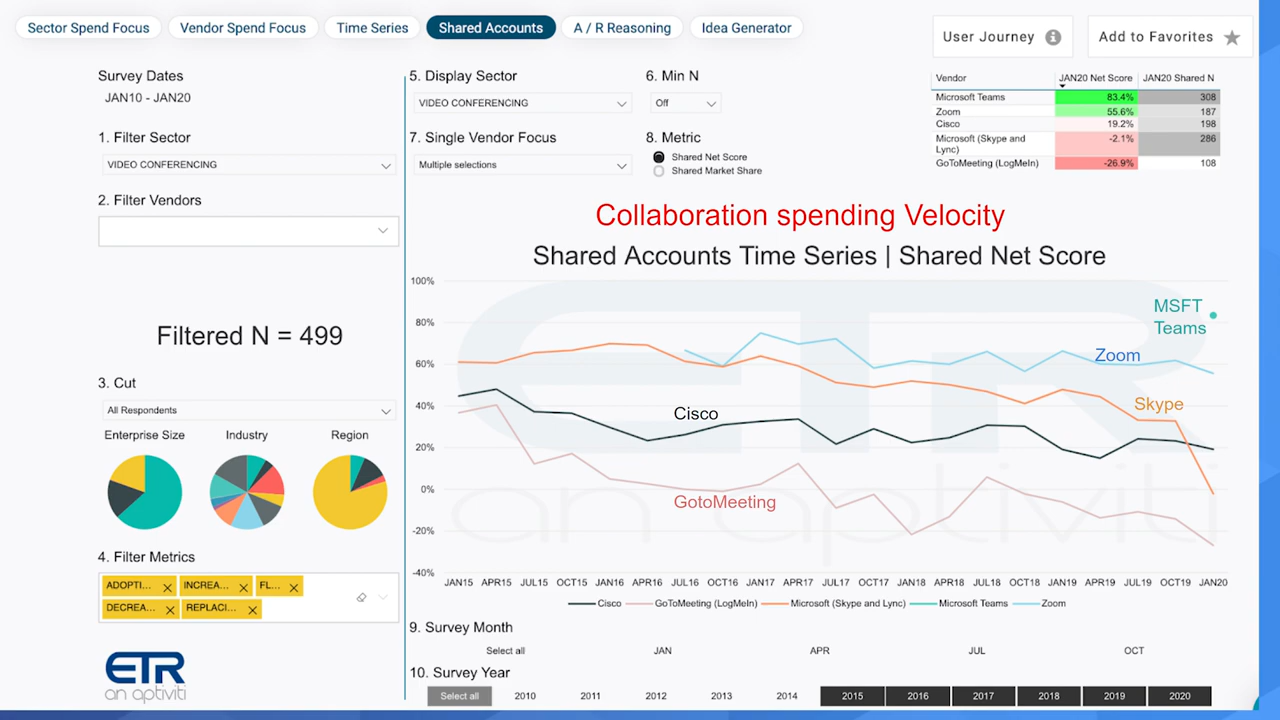 Sector Spend Focus
Vendor Spend Focus
Time Series
Shared Accounts
A / R Reasoning
Idea Generator
User Journey
Add to Favorites
Survey Dates
JAN10 - JAN20
1. Filter Sector
VIDEO CONFERENCING
2. Filter Vendors
Filtered N = 499
3. Cut
All Respondents
Enterprise Size
Industry
Region
4. Filter Metrics
ADOPTI...
INCREA...
FL...
DECREA...
REPLACI...
ETR
an aptiviti
5. Display Sector
VIDEO CONFERENCING
6. Min N
Off
7. Single Vendor Focus
Multiple selections
8. Metric
Shared Net Score
Shared Market Share
Vendor JAN20 Net Score JAN20 Shared N
Microsoft Teams 83.4% 308
Zoom 55.6% 187
Cisco 19.2% 198
Microsoft (Skype and -2.1% 286
Lync)
GoToMeeting (LogMeIn) -26.9% 108
Collaboration spending Velocity
Shared Accounts Time Series | Shared Net Score
ETR
an aptiviti
100%
80%
60%
40%
20%
0%
-20%
-40%
MSFT
Teams
Zoom
Skype
Cisco
GotoMeeting
JAN15 APR15 JUL15 OCT15 JAN16 APR16 JUL16 OCT16 JAN17 APR17 JUL17 OCT17 JAN18 APR18 JUL18 OCT18 JAN19 APR19 JUL19 OCT19 JAN20
Cisco GoToMeeting (LogMeIn) Microsoft (Skype and Lync) Microsoft Teams Zoom
9. Survey Month
Select all JAN APR JUL OCT
10. Survey Year
Select all 2010 2011 2012 2013 2014 2015 2016 2017 2018 2019 2020